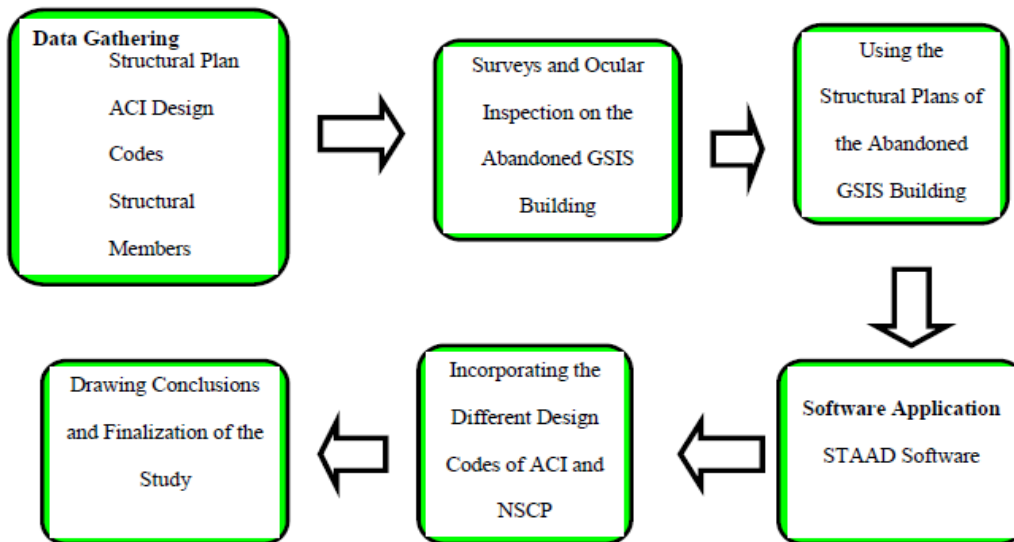 Data Gathering
Structural Plan
ACI Design
Codes
Structural
Members
Surveys and Ocular
Inspection on the
Abandoned GSIS
Building
Using the
Structural Plans of
the Abandoned
GSIS Building
Software Application
STAAD Software
Incorporating the
Different Design
Codes of ACI and
NSCP
Drawing Conclusions
and Finalization of the
Study